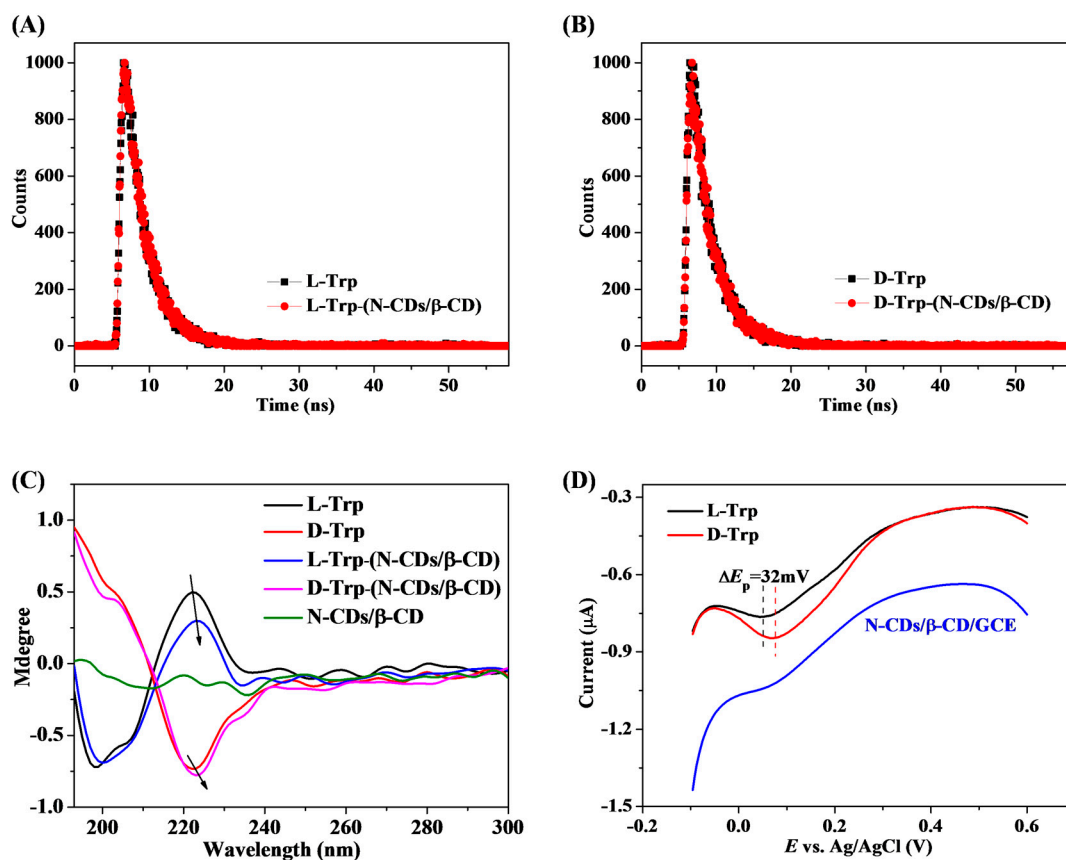 (A)
1000
800
600
400
200
0
Counts
L-Trp
L-Trp-(N-CDs/β-CD)
0 10 20 30 40 50
Time (ns)
(B)
1000
800
600
400
200
0
Counts
D-Trp
D-Trp-(N-CDs/β-CD)
0 10 20 30 40 50
Time (ns)
(C)
1.0
0.5
0.0
-0.5
-1.0
Mdegree
L-Trp
D-Trp
L-Trp-(N-CDs/β-CD)
D-Trp-(N-CDs/β-CD)
N-CDs/β-CD
200 220 240 260 280 300
Wavelength (nm)
(D)
-0.3
-0.6
-0.9
-1.2
-1.5
Current (μA)
L-Trp
D-Trp
ΔEp=32mV
N-CDs/β-CD/GCE
-0.2 0.0 0.2 0.4 0.6
E vs. Ag/AgCl (V)